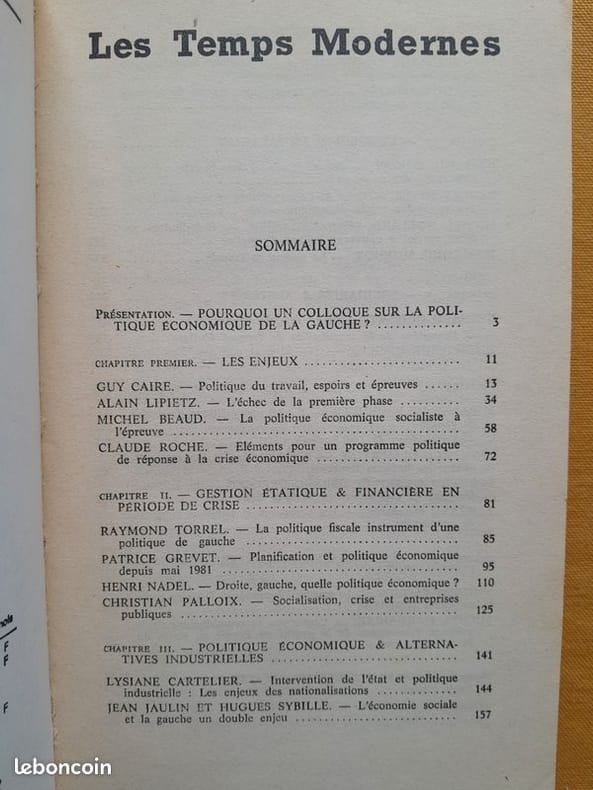 Les Temps Modernes
SOMMAIRE
PRÉSENTATION. — POURQUOI UN COLLOQUE SUR LA POLI-
TIQUE ÉCONOMIQUE DE LA GAUCHE ? .............. 3
CHAPITRE PREMIER. — LES ENJEUX .......................... 11
GUY CAIRE. — Politique du travail, espoirs et épreuves ...... 13
ALAIN LIPIETZ. — L'échec de la première phase .......... 34
MICHEL BEAUD. — La politique économique socialiste à
l'épreuve ................................................ 58
CLAUDE ROCHE. — Eléments pour un programme politique
de réponse à la crise économique ........................ 72
CHAPITRE II. — GESTION ÉTATIQUE & FINANCIÈRE EN
PÉRIODE DE CRISE ..................................... 81
RAYMOND TORREL. — La politique fiscale instrument d'une
politique de gauche ...................................... 85
PATRICE GREVET. — Planification et politique économique
depuis mai 1981 .......................................... 95
HENRI NADEL. — Droite, gauche, quelle politique économique ? 110
CHRISTIAN PALLOIX. — Socialisation, crise et entreprises
publiques ................................................ 125
CHAPITRE III. — POLITIQUE ÉCONOMIQUE & ALTERNA-
TIVES INDUSTRIELLES ................................ 141
LYSIANE CARTELIER. — Intervention de l'état et politique
industrielle : Les enjeux des nationalisations ............... 144
JEAN JAULIN ET HUGUES SYBILLE. — L'économie sociale
et la gauche un double enjeu ............................ 157
F
F
F
leboncoin